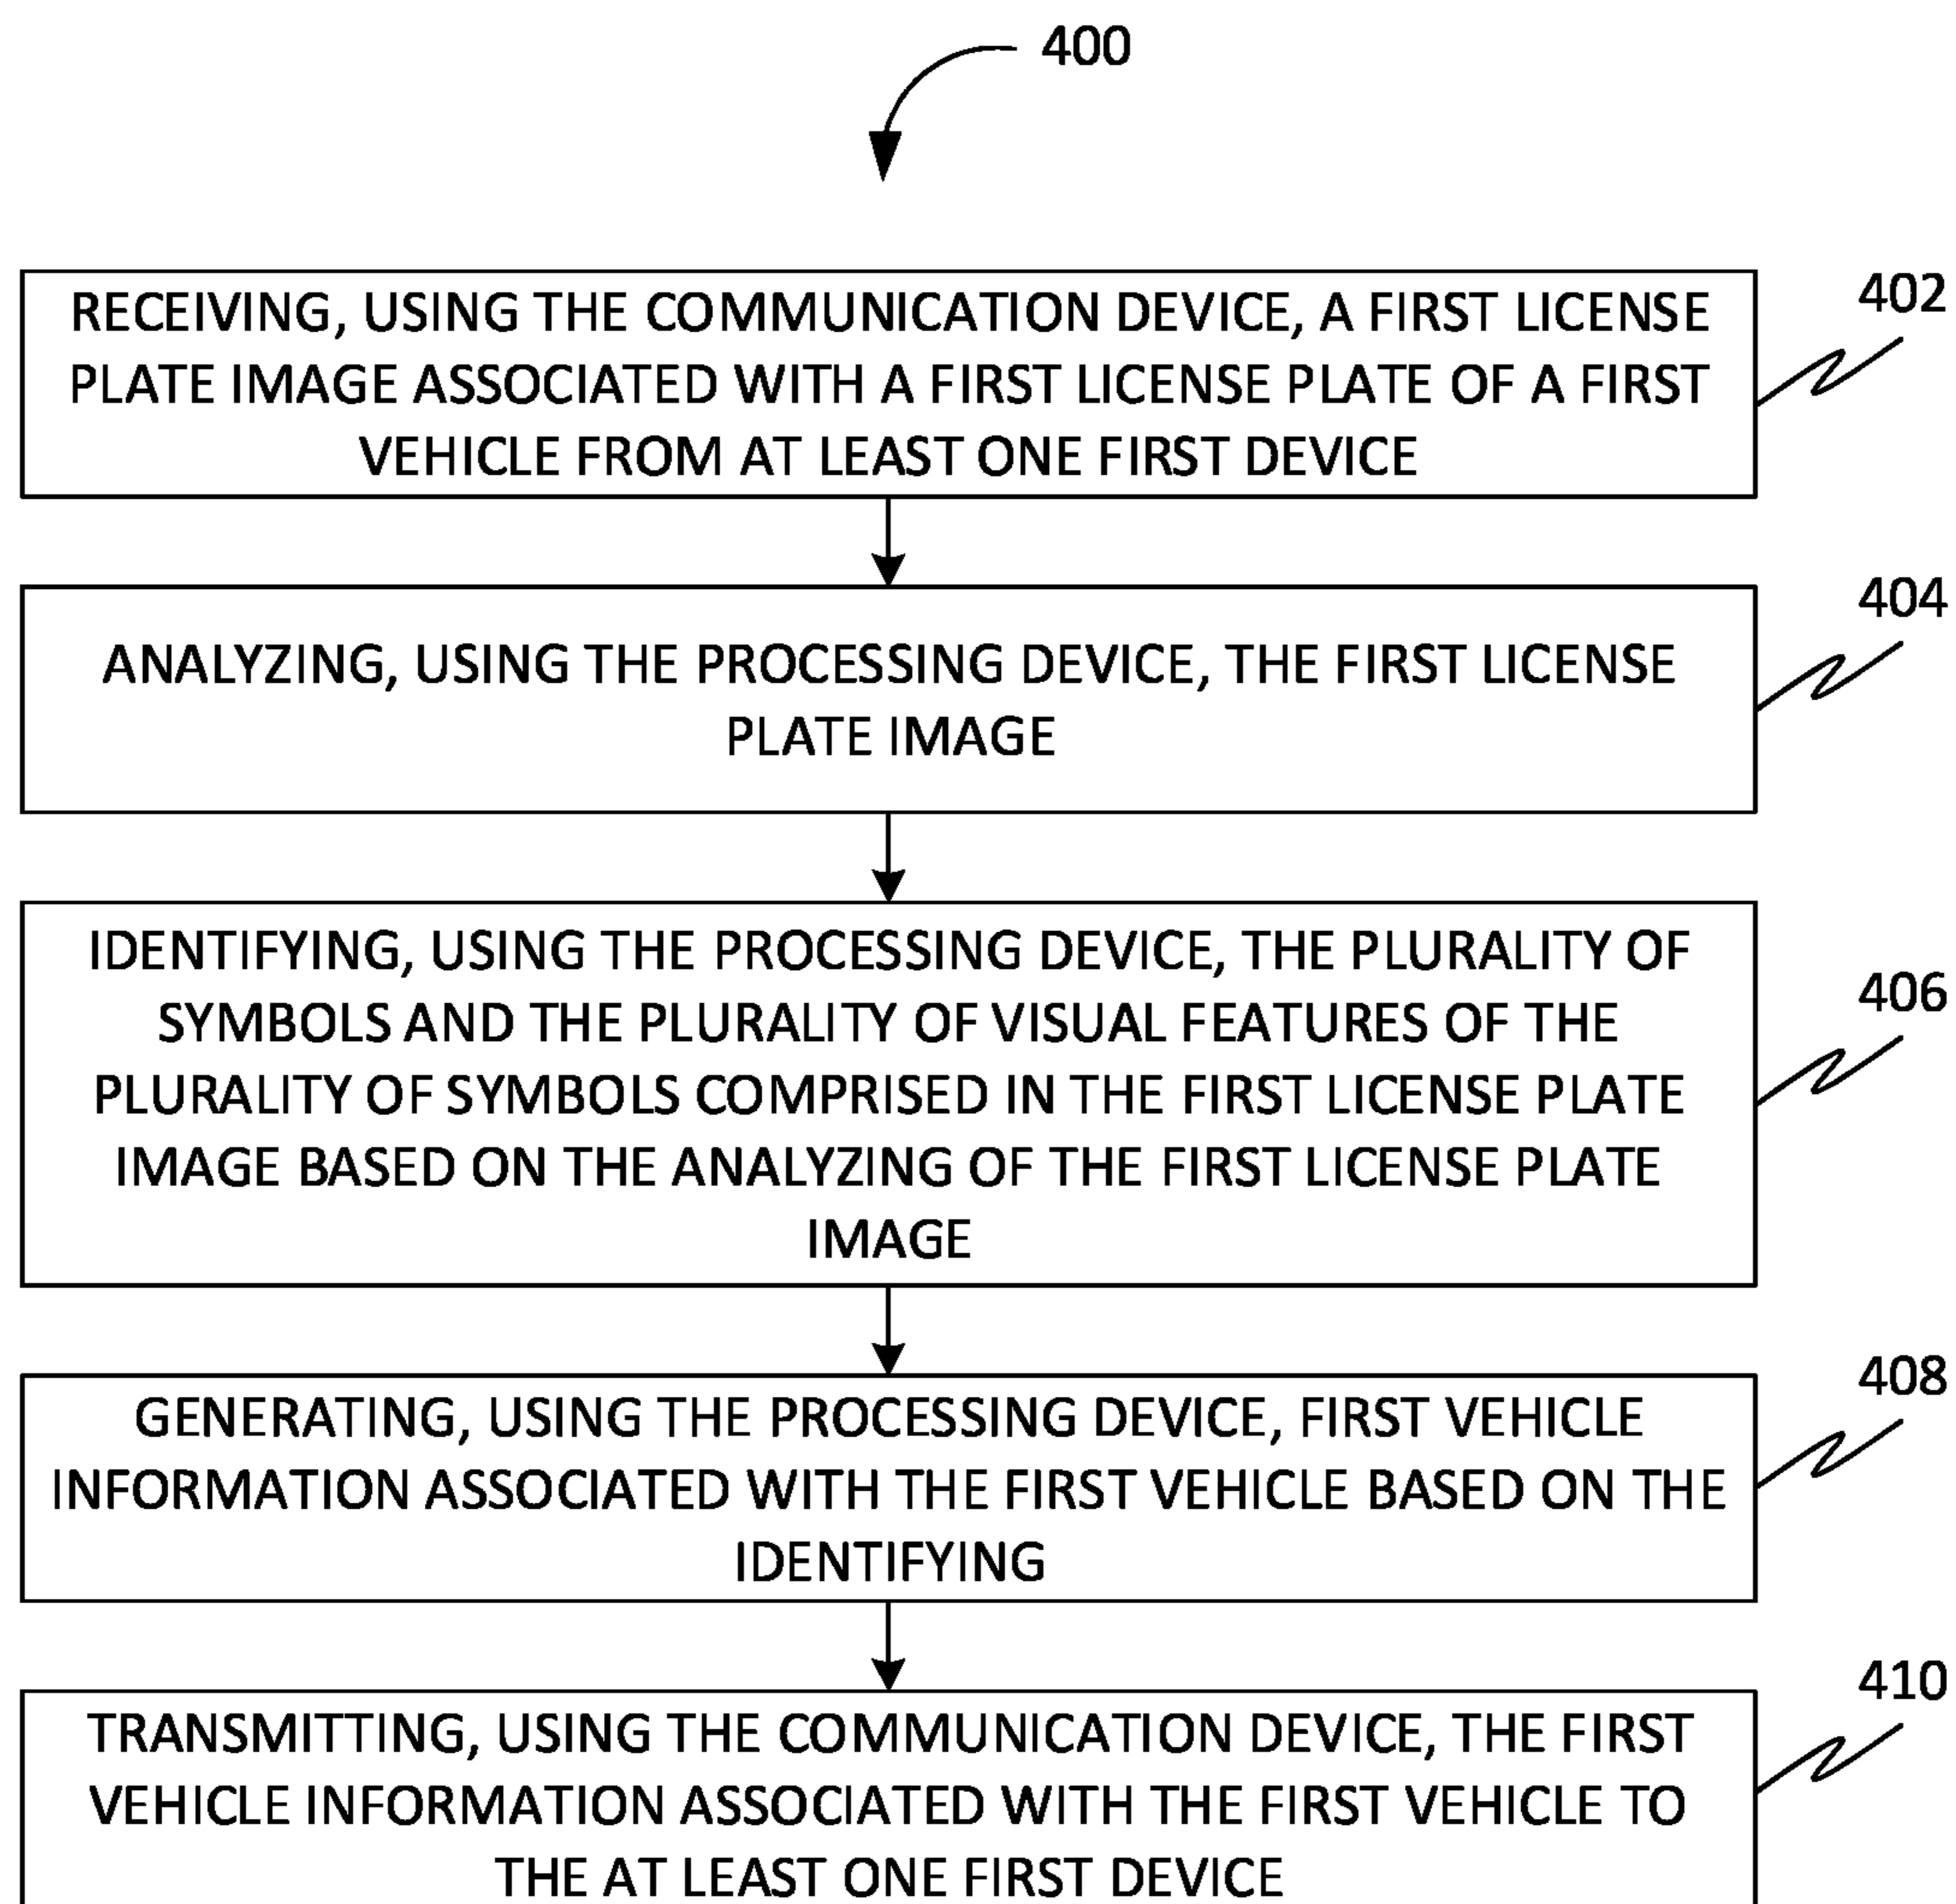 400
RECEIVING, USING THE COMMUNICATION DEVICE, A FIRST LICENSE
PLATE IMAGE ASSOCIATED WITH A FIRST LICENSE PLATE OF A FIRST
VEHICLE FROM AT LEAST ONE FIRST DEVICE
402
ANALYZING, USING THE PROCESSING DEVICE, THE FIRST LICENSE
PLATE IMAGE
404
IDENTIFYING, USING THE PROCESSING DEVICE, THE PLURALITY OF
SYMBOLS AND THE PLURALITY OF VISUAL FEATURES OF THE
PLURALITY OF SYMBOLS COMPRISED IN THE FIRST LICENSE PLATE
IMAGE BASED ON THE ANALYZING OF THE FIRST LICENSE PLATE
IMAGE
406
GENERATING, USING THE PROCESSING DEVICE, FIRST VEHICLE
INFORMATION ASSOCIATED WITH THE FIRST VEHICLE BASED ON THE
IDENTIFYING
408
TRANSMITTING, USING THE COMMUNICATION DEVICE, THE FIRST
VEHICLE INFORMATION ASSOCIATED WITH THE FIRST VEHICLE TO
THE AT LEAST ONE FIRST DEVICE
410